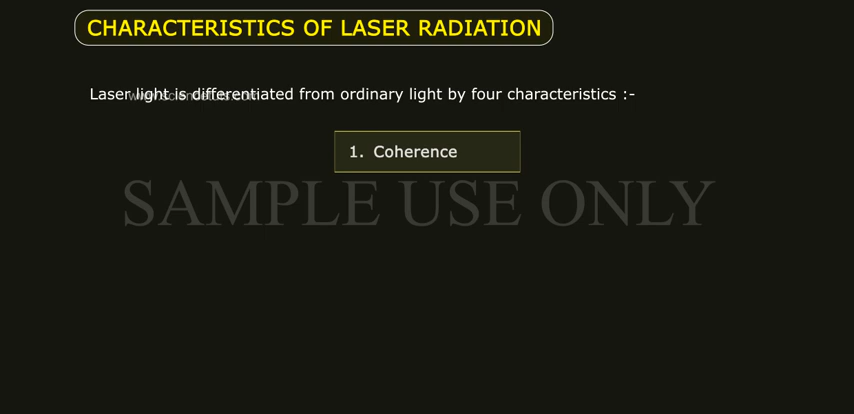 CHARACTERISTICS OF LASER RADIATION
Laser light is differentiated from ordinary light by four characteristics :-
1. Coherence
SAMPLE USE ONLY